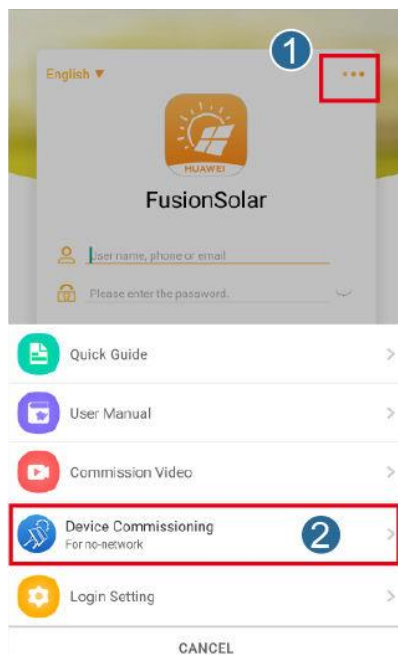 1
English ▼
...
HUAWEI
FusionSolar
User name, phone or email
Please enter the password.
Quick Guide
User Manual
Commission Video
Device Commissioning
For no-network
2
Login Setting
CANCEL